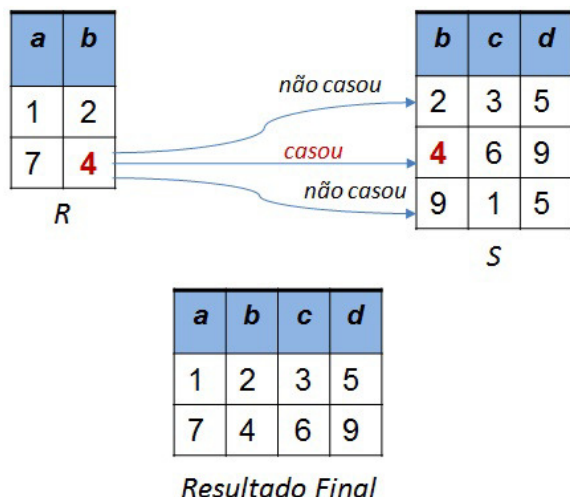 a b
1 2
7 4
R
não casou
casou
não casou
b c d
2 3 5
4 6 9
9 1 5
S
a b c d
1 2 3 5
7 4 6 9
Resultado Final